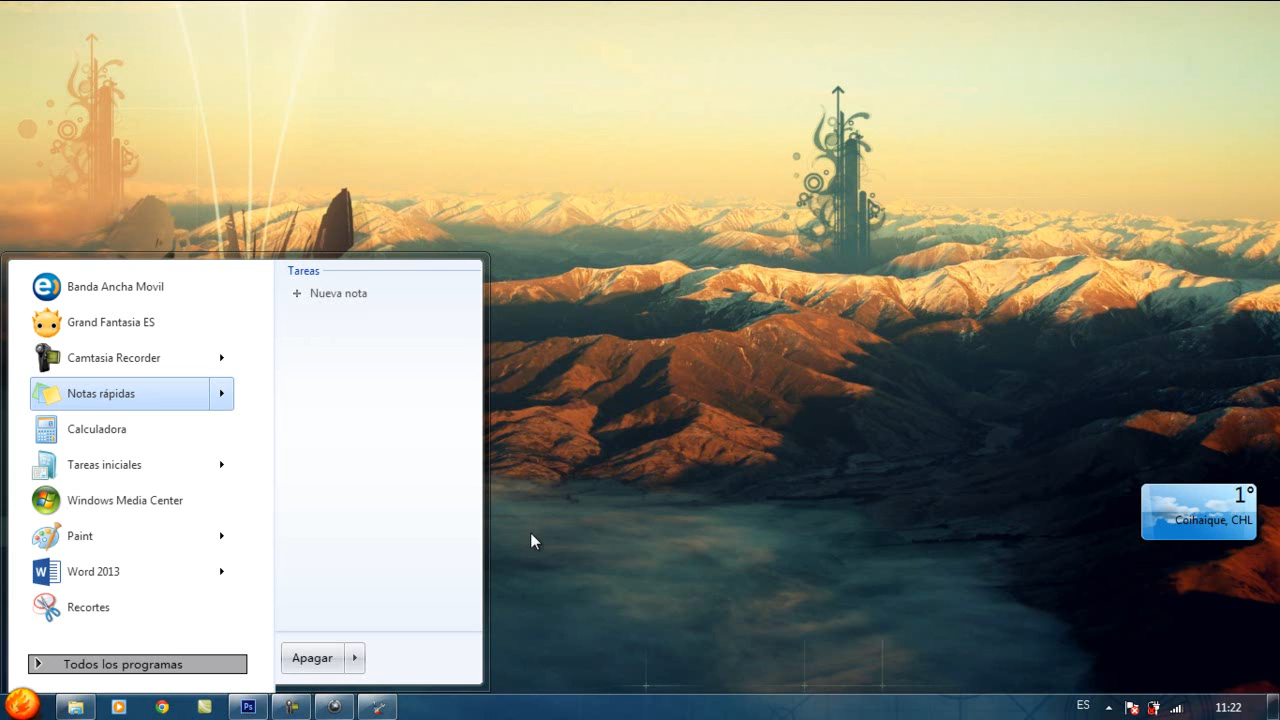 Banda Ancha Movil
Grand Fantasia ES
Camtasia Recorder
Notas rápidas
Calculadora
Tareas iniciales
Windows Media Center
Paint
Word 2013
Recortes
Todos los programas
Tareas
Nueva nota
Apagar
1°
Coihaique, CHL
Ps
ES
11:22